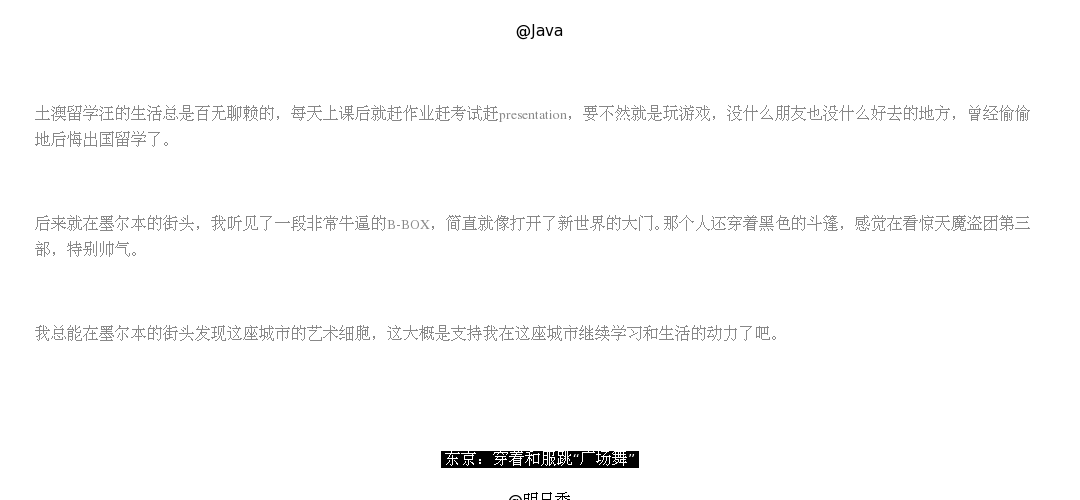 @Java
土澳留学汪的生活总是百无聊赖的，每天上课后就赶作业赶考试赶presentation，要不然就是玩游戏，没什么朋友也没什么好去的地方，曾经偷偷
地后悔出国留学了。
后来就在墨尔本的街头，我听见了一段非常牛逼的B-BOX，简直就像打开了新世界的大门。那个人还穿着黑色的斗篷，感觉在看惊天魔盗团第三
部，特别帅气。
我总能在墨尔本的街头发现这座城市的艺术细胞，这大概是支持我在这座城市继续学习和生活的动力了吧。
东京：穿着和服跳“广场舞”
@明日香